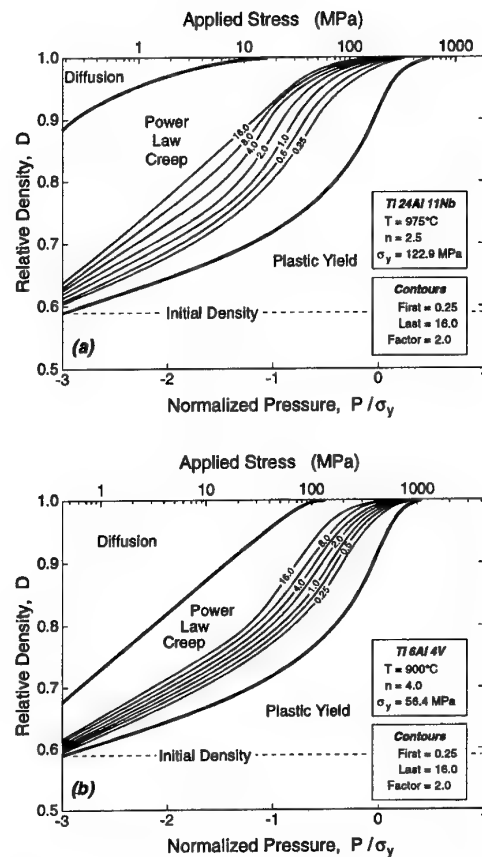 Applied Stress (MPa)
1 10 100 1000
1.0
0.9
0.8
0.7
0.6
0.5
Relative Density, D
Diffusion
Power
Law
Creep
16.0
8.0
4.0
2.0
1.0
0.5
0.25
Plastic Yield
Initial Density
Ti 24Al 11Nb
T = 975°C
n = 2.5
σy = 122.9 MPa
Contours
First = 0.25
Last = 16.0
Factor = 2.0
(a)
-3 -2 -1 0
Normalized Pressure, P/σy
Applied Stress (MPa)
1 10 100 1000
1.0
0.9
0.8
0.7
0.6
0.5
Relative Density, D
Diffusion
Power
Law
Creep
16.0
8.0
4.0
2.0
1.0
0.5
0.25
Plastic Yield
Initial Density
Ti 6Al 4V
T = 900°C
n = 4.0
σy = 56.4 MPa
Contours
First = 0.25
Last = 16.0
Factor = 2.0
(b)
-3 -2 -1 0
Normalized Pressure, P/σy